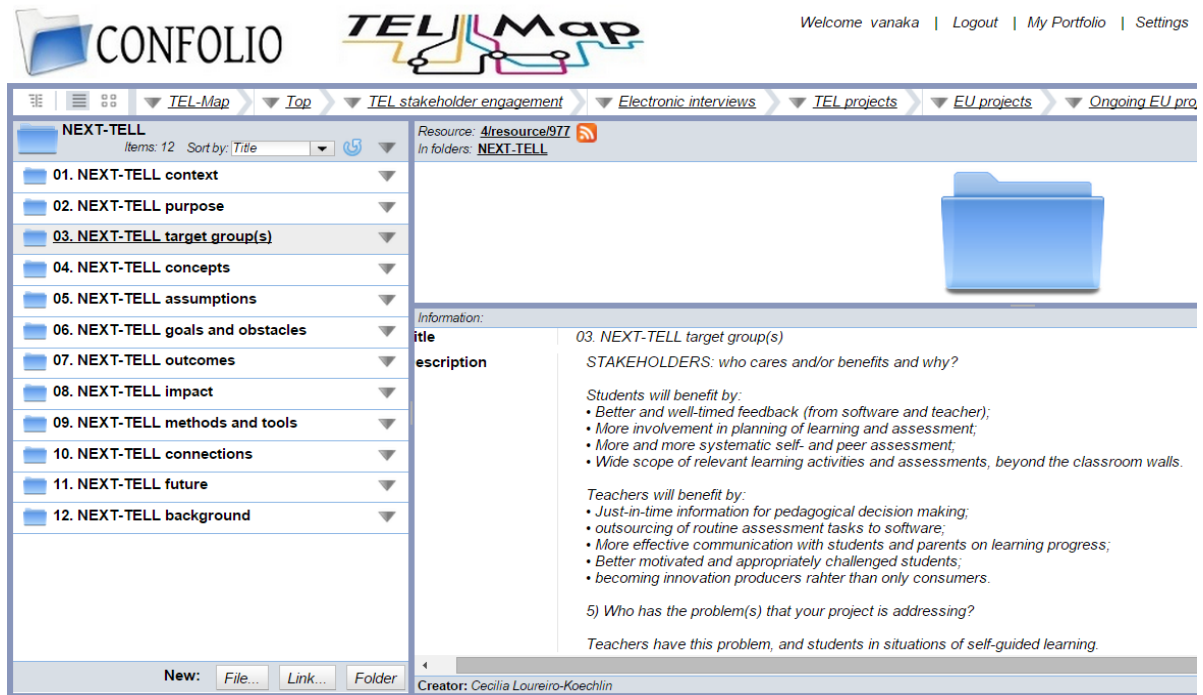 CONFOLIO
TEL Map
Welcome vanaka | Logout | My Portfolio | Settings
TEL-Map Top TEL stakeholder engagement Electronic interviews TEL projects EU projects Ongoing EU proj
NEXT-TELL
Items: 12 Sort by: Title
01. NEXT-TELL context
02. NEXT-TELL purpose
03. NEXT-TELL target group(s)
04. NEXT-TELL concepts
05. NEXT-TELL assumptions
06. NEXT-TELL goals and obstacles
07. NEXT-TELL outcomes
08. NEXT-TELL impact
09. NEXT-TELL methods and tools
10. NEXT-TELL connections
11. NEXT-TELL future
12. NEXT-TELL background
New: File... Link... Folder
Resource: 4/resource/977
In folders: NEXT-TELL
Information:
itle 03. NEXT-TELL target group(s)
escription STAKEHOLDERS: who cares and/or benefits and why?
Students will benefit by:
• Better and well-timed feedback (from software and teacher);
• More involvement in planning of learning and assessment;
• More and more systematic self- and peer assessment;
• Wide scope of relevant learning activities and assessments, beyond the classroom walls.
Teachers will benefit by:
• Just-in-time information for pedagogical decision making;
• outsourcing of routine assessment tasks to software;
• More effective communication with students and parents on learning progress;
• Better motivated and appropriately challenged students;
• becoming innovation producers rahter than only consumers.
5) Who has the problem(s) that your project is addressing?
Teachers have this problem, and students in situations of self-guided learning.
Creator: Cecilia Loureiro-Koechlin